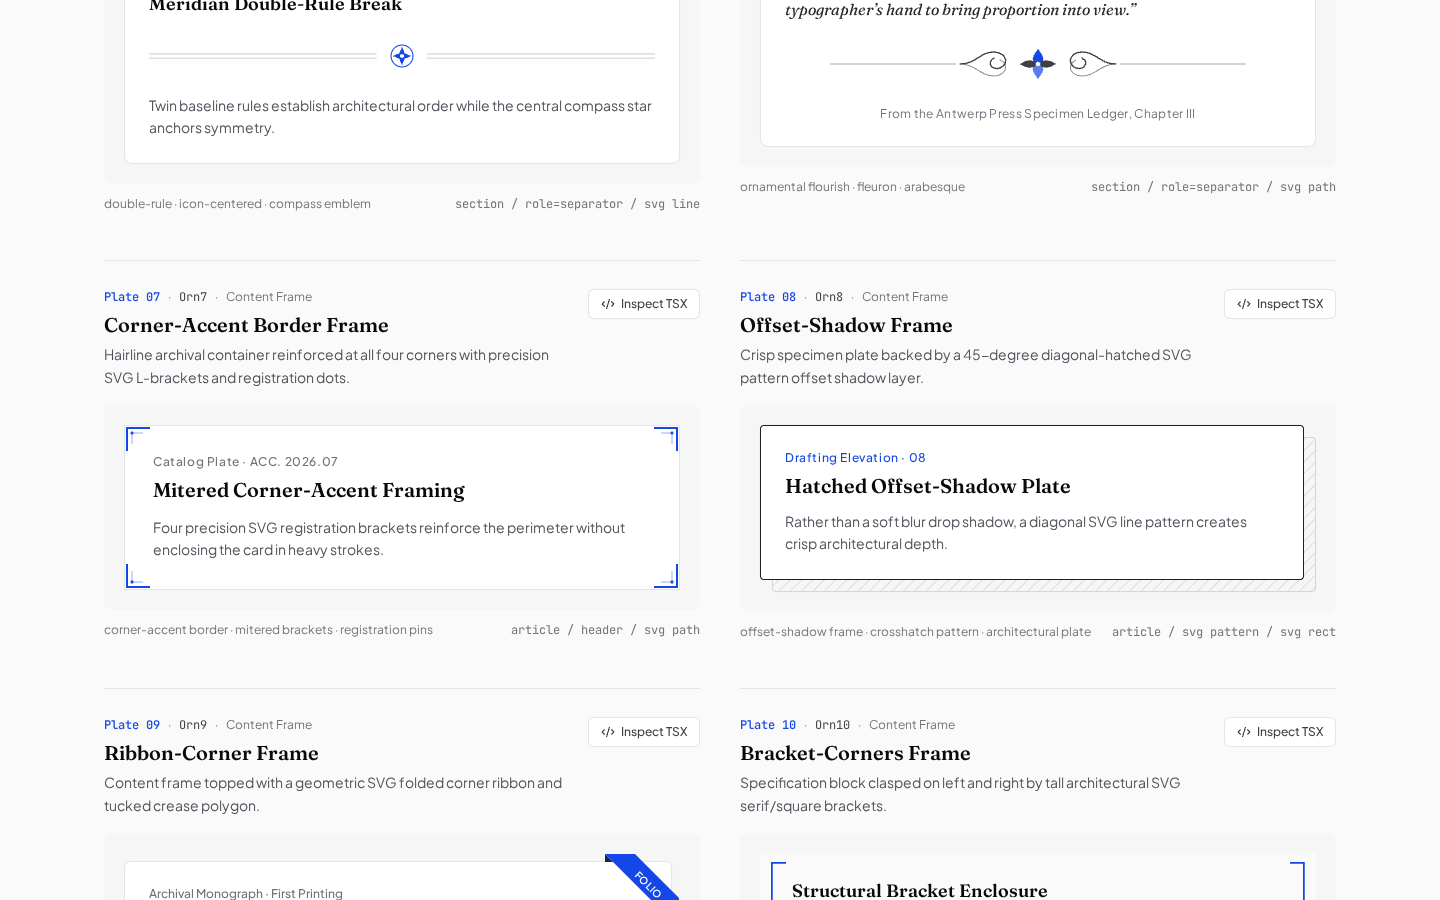 Meridian Double-Rule Break
Twin baseline rules establish architectural order while the central compass star
anchors symmetry.
double-rule · icon-centered · compass emblem
section / role=separator / svg line
typographer’s hand to bring proportion into view.”
From the Antwerp Press Specimen Ledger, Chapter III
ornamental flourish · fleuron · arabesque
section / role=separator / svg path
Plate 07 · Orn7 · Content Frame
Inspect TSX
Corner-Accent Border Frame
Hairline archival container reinforced at all four corners with precision
SVG L-brackets and registration dots.
Catalog Plate · ACC. 2026.07
Mitered Corner-Accent Framing
Four precision SVG registration brackets reinforce the perimeter without
enclosing the card in heavy strokes.
corner-accent border · mitered brackets · registration pins
article / header / svg path
Plate 08 · Orn8 · Content Frame
Inspect TSX
Offset-Shadow Frame
Crisp specimen plate backed by a 45–degree diagonal-hatched SVG
pattern offset shadow layer.
Drafting Elevation · 08
Hatched Offset-Shadow Plate
Rather than a soft blur drop shadow, a diagonal SVG line pattern creates
crisp architectural depth.
offset-shadow frame · crosshatch pattern · architectural plate
article / svg pattern / svg rect
Plate 09 · Orn9 · Content Frame
Inspect TSX
Ribbon-Corner Frame
Content frame topped with a geometric SVG folded corner ribbon and
tucked crease polygon.
FOLIO
Archival Monograph · First Printing
Plate 10 · Orn10 · Content Frame
Inspect TSX
Bracket-Corners Frame
Specification block clasped on left and right by tall architectural SVG
serif/square brackets.
Structural Bracket Enclosure